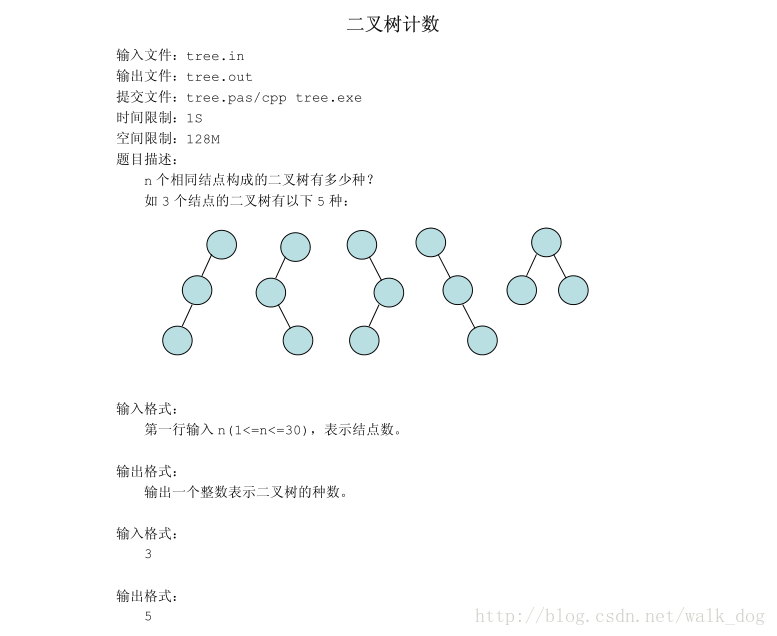 二叉树计数
输入文件：tree.in
输出文件：tree.out
提交文件：tree.pas/cpp tree.exe
时间限制：1S
空间限制：128M
题目描述：
n 个相同结点构成的二叉树有多少种？
如 3 个结点的二叉树有以下 5 种：
输入格式：
第一行输入 n(1<=n<=30)，表示结点数。
输出格式：
输出一个整数表示二叉树的种数。
输入格式：
3
输出格式：
5
http://blog.csdn.net/walk_dog